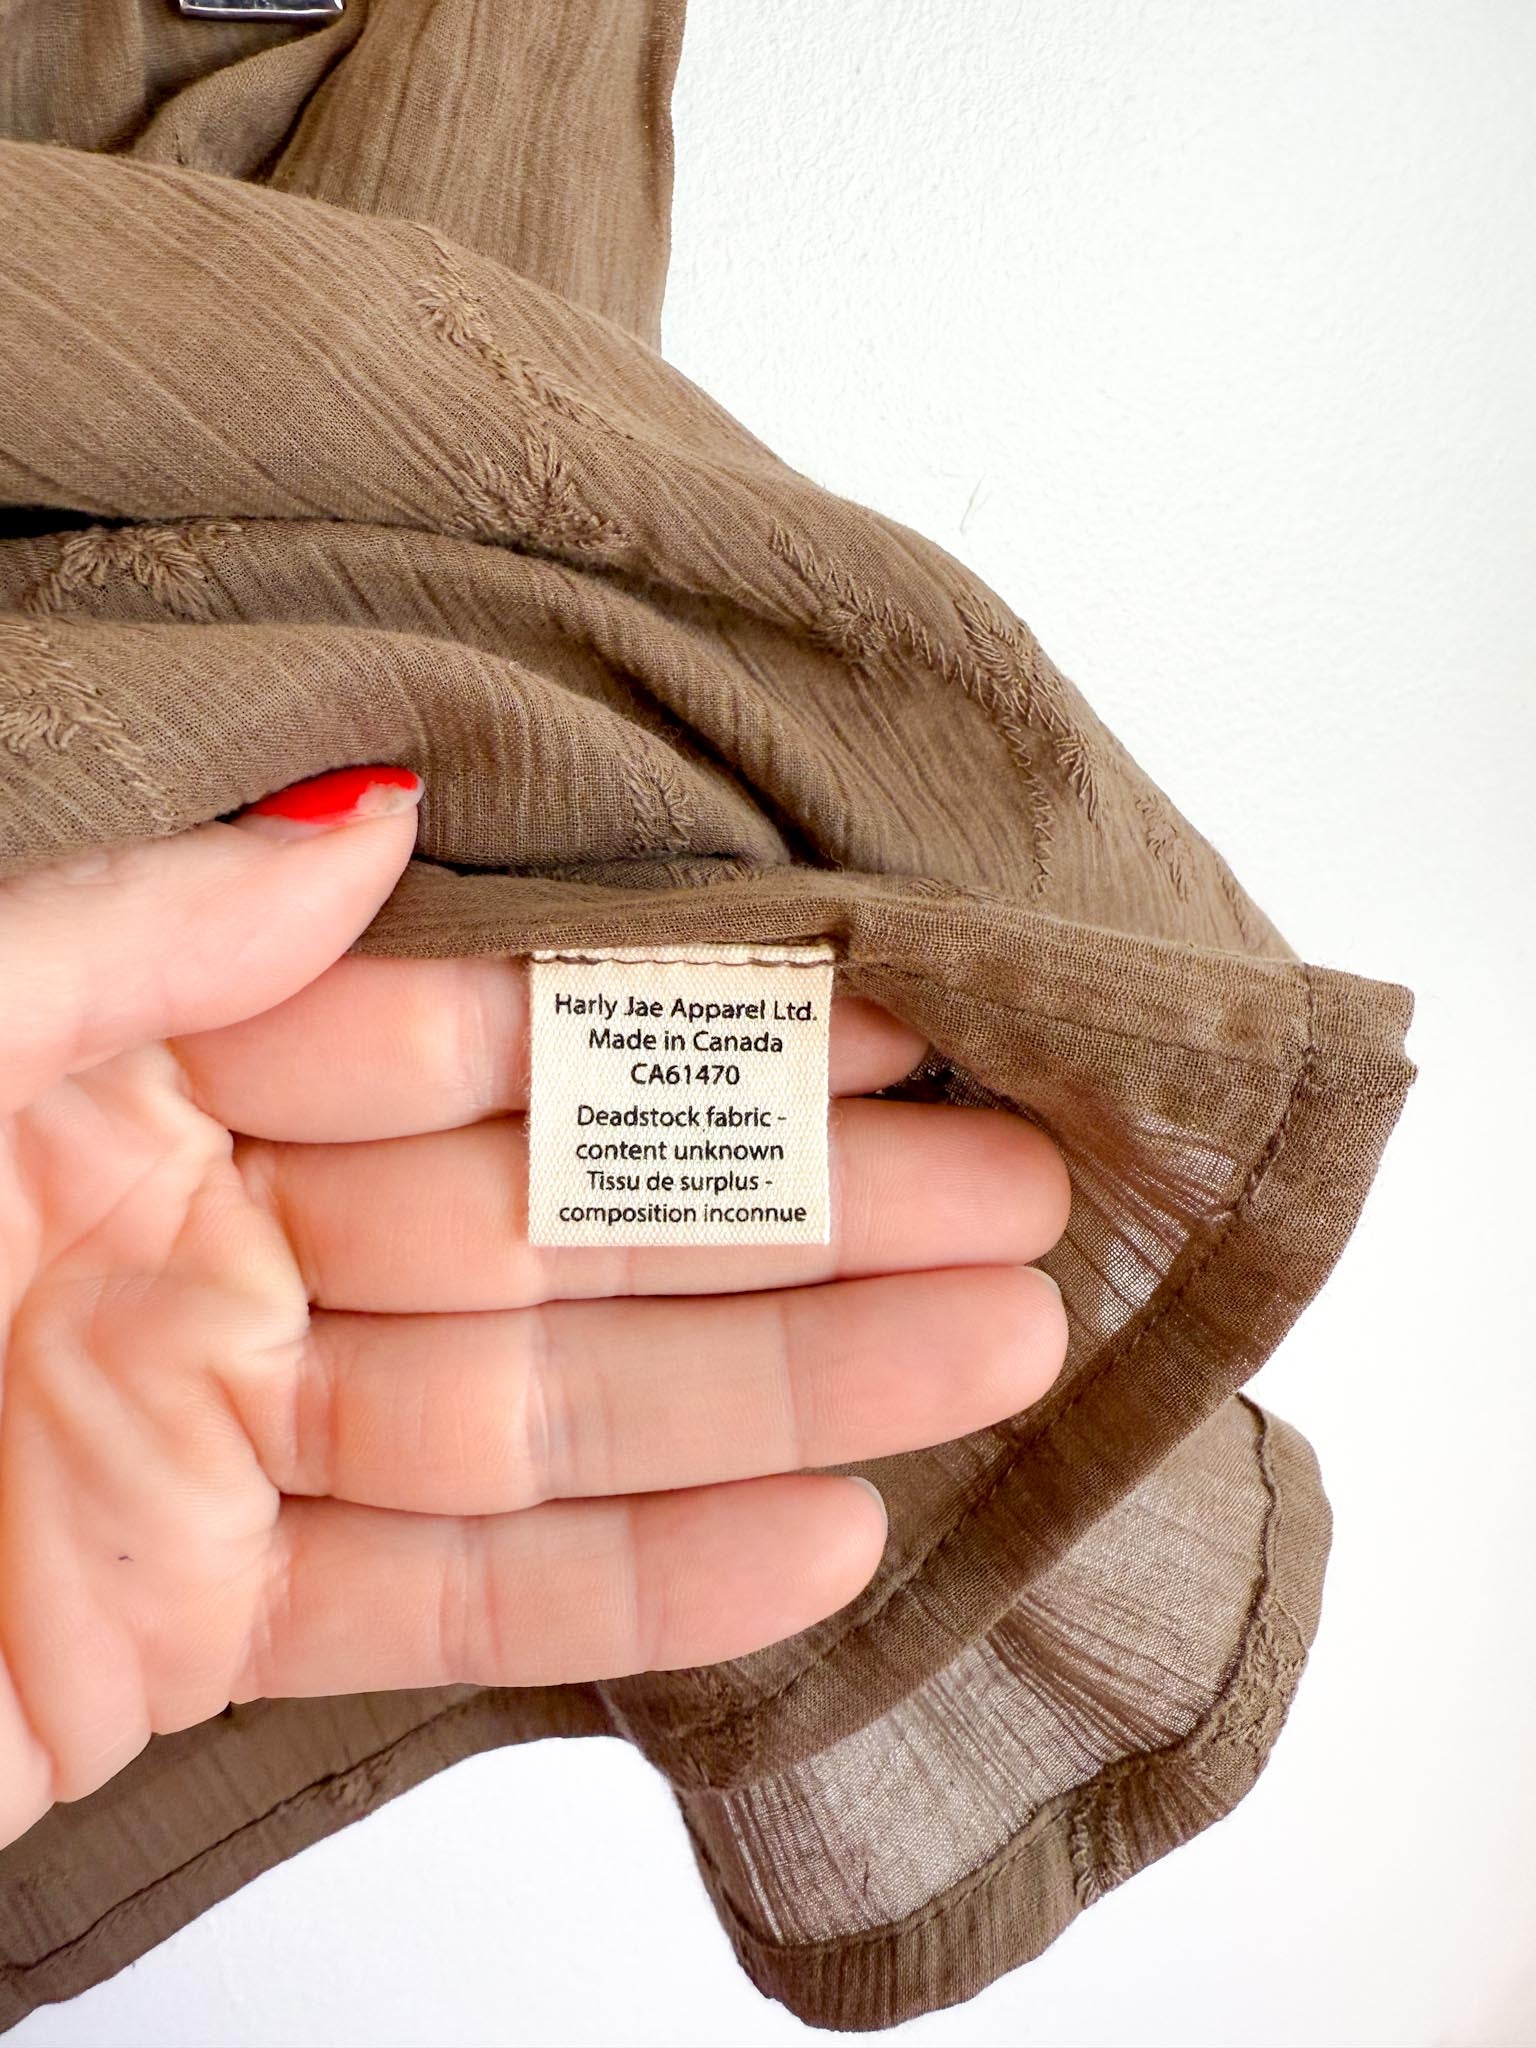 Harly Jae Apparel Ltd.
Made in Canada
CA61470
Deadstock fabric -
content unknown
Tissu de surplus -
composition inconnue